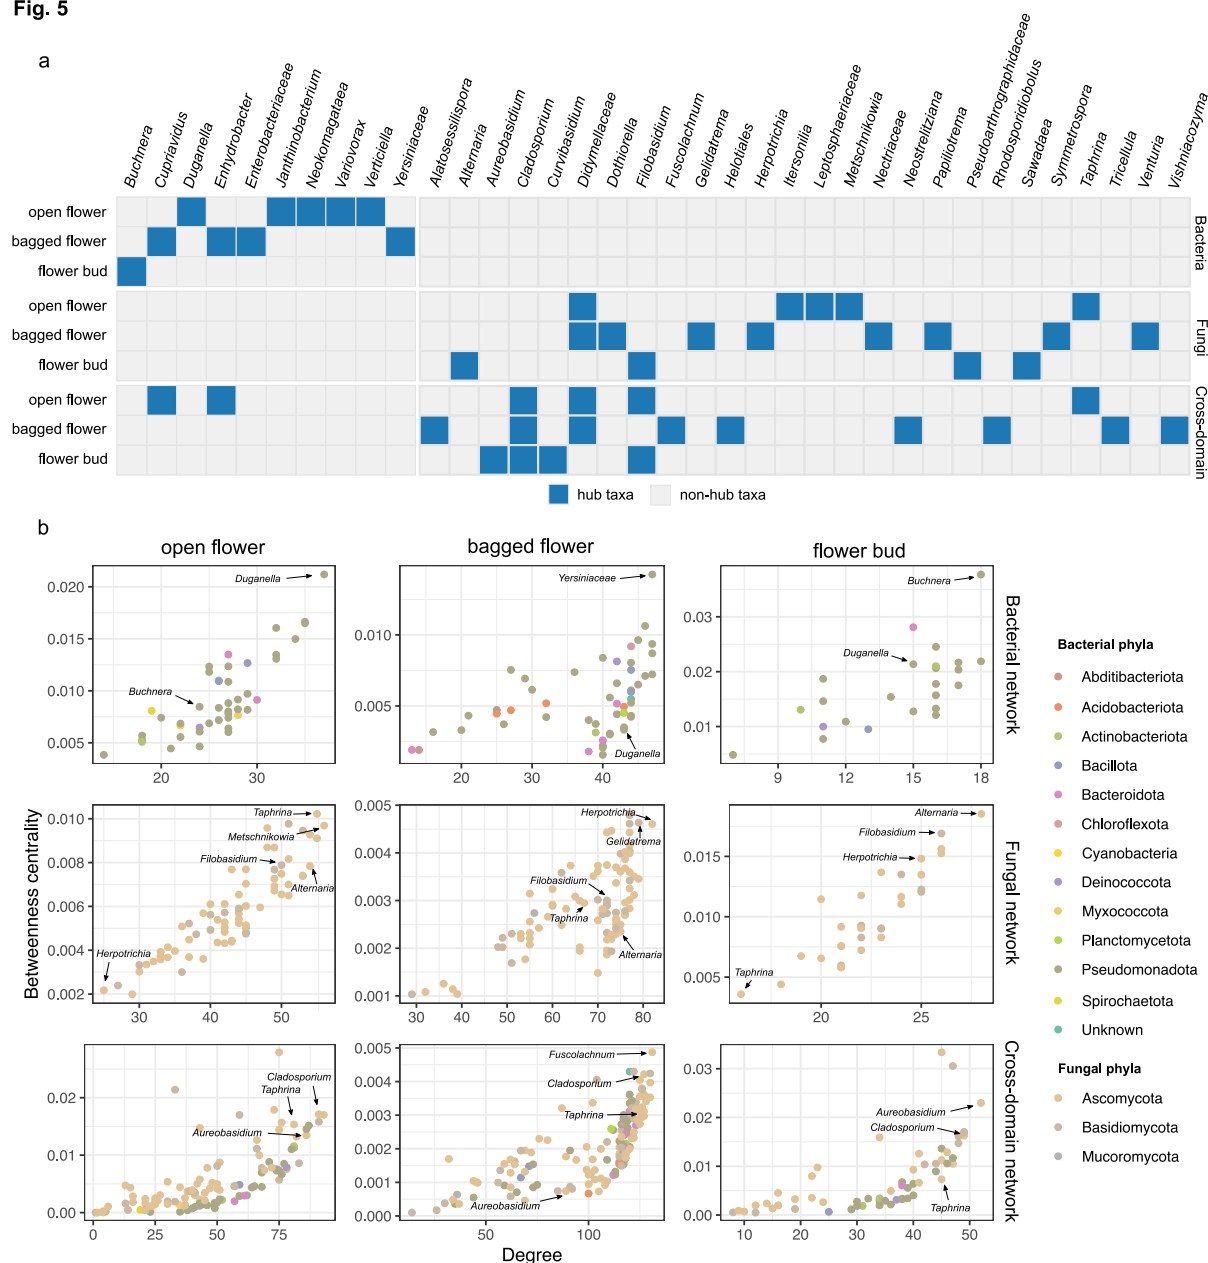 Fig. 5
a
Buchnera
Cupriavidus
Duganella
Enhydrobacter
Enterobacteriaceae
Janthinobacterium
Neokomagataea
Variovorax
Verticiella
Yersiniaceae
Alatosessilispora
Alternaria
Aureobasidium
Cladosporium
Curvibasidium
Didymellaceae
Dothiorella
Filobasidium
Fuscolachnum
Gelidatrema
Helotiales
Herpotrichia
Itersonilia
Leptosphaeriaceae
Metschnikowia
Nectriaceae
Neostrelitziana
Papiliotrema
Pseudoarthrographidaceae
Rhodosporidiobolus
Sawadaea
Symmetrospora
Taphrina
Tricellula
Venturia
Vishniacozyma
open flower
bagged flower
flower bud
Bacteria
open flower
bagged flower
flower bud
Fungi
open flower
bagged flower
flower bud
Cross-domain
hub taxa
non-hub taxa
b
open flower
bagged flower
flower bud
Duganella
Buchnera
0.020
0.015
0.010
0.005
20
30
Yersiniaceae
Duganella
0.010
0.005
20
30
40
Buchnera
Duganella
0.03
0.02
0.01
9
12
15
18
Bacterial network
Betweenness centrality
Taphrina
Metschnikowia
Filobasidium
Alternaria
Herpotrichia
0.010
0.008
0.006
0.004
0.002
30
40
50
Herpotrichia
Gelidatrema
Filobasidium
Taphrina
Alternaria
0.005
0.004
0.003
0.002
0.001
30
40
50
60
70
80
Alternaria
Filobasidium
Herpotrichia
Taphrina
0.015
0.010
0.005
20
25
Fungal network
Cladosporium
Taphrina
Aureobasidium
0.02
0.01
0.00
0
25
50
75
Fuscolachnum
Cladosporium
Taphrina
Aureobasidium
0.005
0.004
0.003
0.002
0.001
0.000
50
100
Aureobasidium
Cladosporium
Taphrina
0.03
0.02
0.01
0.00
10
20
30
40
50
Cross-domain network
Degree
Bacterial phyla
Abditibacteriota
Acidobacteriota
Actinobacteriota
Bacillota
Bacteroidota
Chloroflexota
Cyanobacteria
Deinococcota
Myxococcota
Planctomycetota
Pseudomonadota
Spirochaetota
Unknown
Fungal phyla
Ascomycota
Basidiomycota
Mucoromycota